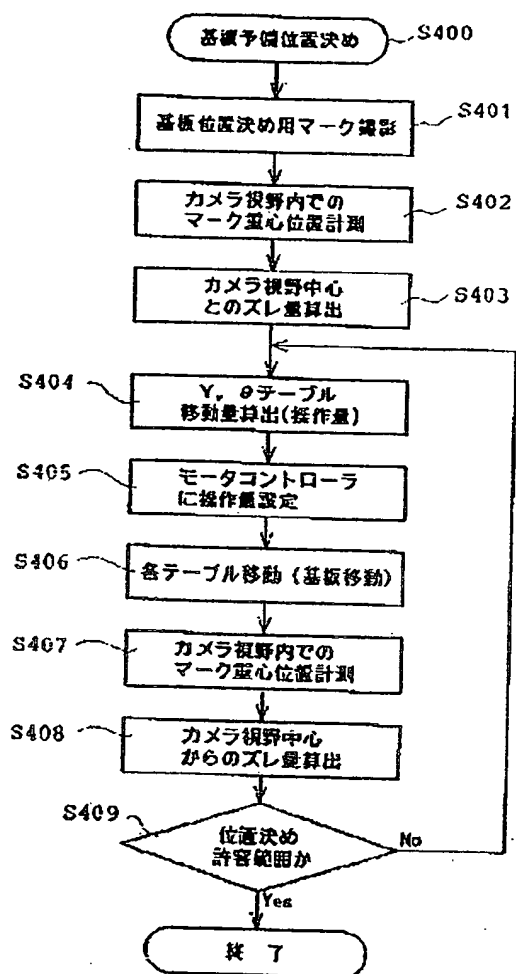 基板予備位置決め
S400
基板位置決め用マーク撮影
S401
カメラ視野内での
マーク重心位置計測
S402
カメラ視野中心
とのズレ量算出
S403
S404
Y, θテーブル
移動量算出(操作量)
S405
モータコントローラ
に操作量設定
S406
各テーブル移動(基板移動)
S407
カメラ視野内での
マーク重心位置計測
S408
カメラ視野中心
からのズレ量算出
S409
位置決め
許容範囲か
No
Yes
終 了